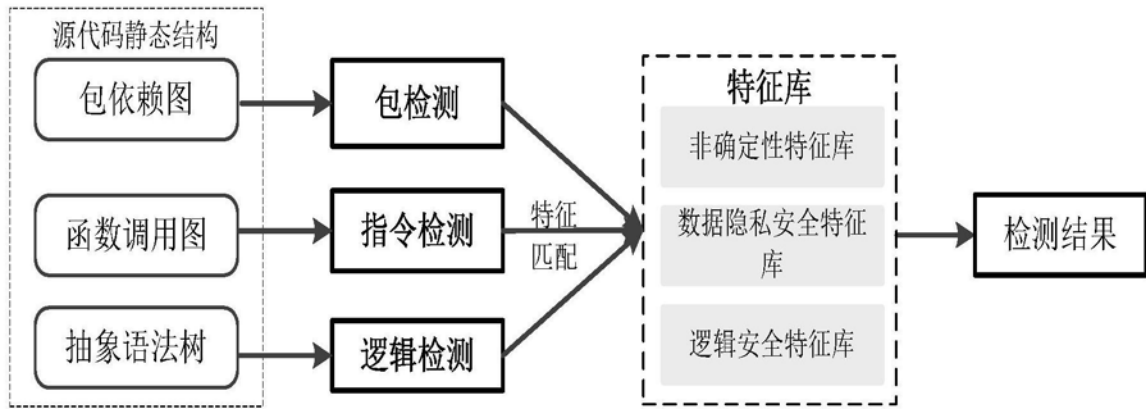 源代码静态结构
包依赖图
函数调用图
抽象语法树
包检测
指令检测
逻辑检测
特征
匹配
特征库
非确定性特征库
数据隐私安全特征
库
逻辑安全特征库
检测结果